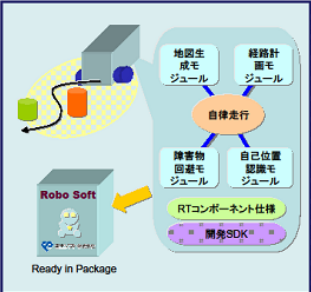 地図生
成モ
ジュール
経路計
画モ
ジュール
自律走行
障害物
回避モ
ジュール
自己位置
認識モ
ジュール
RTコンポーネント仕様
開発SDK
Robo Soft
Ready in Package